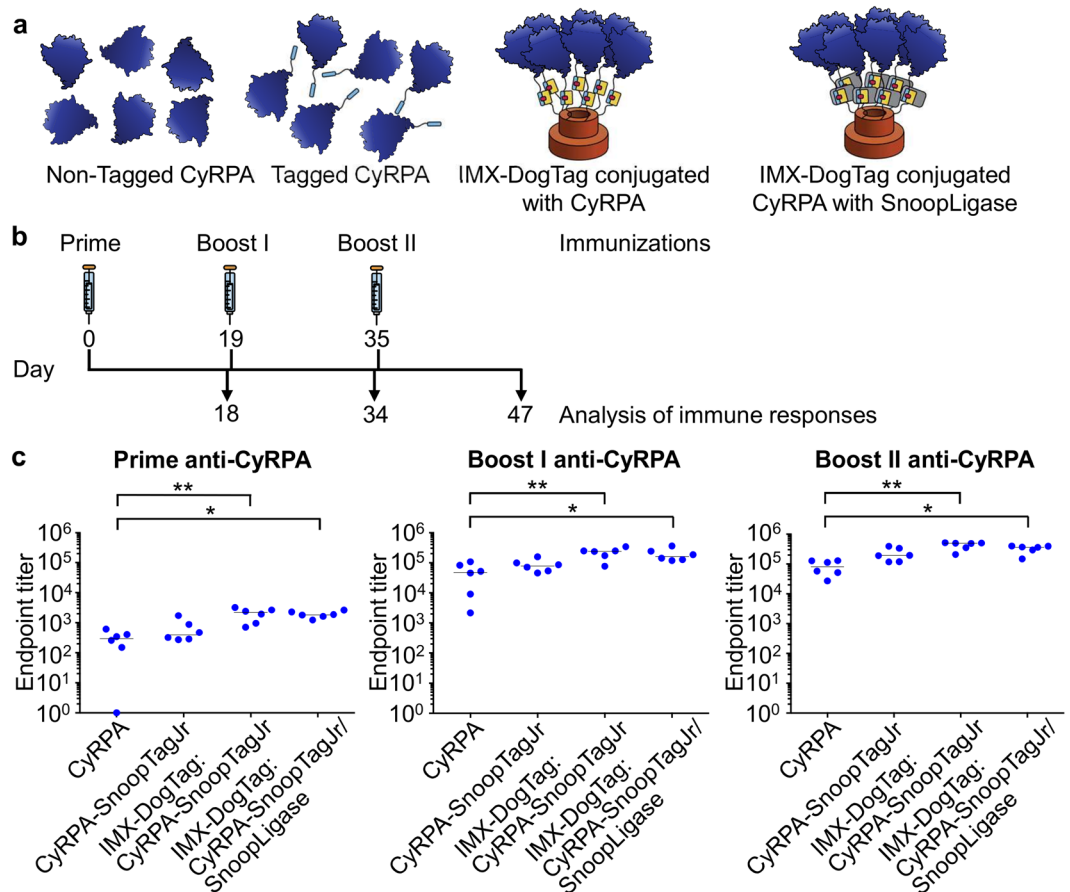 a
Non-Tagged CyRPA
Tagged CyRPA
IMX-DogTag conjugated
with CyRPA
IMX-DogTag conjugated
CyRPA with SnoopLigase
b
Prime
Boost I
Boost II
Immunizations
0
19
35
Day
18
34
47
Analysis of immune responses
c
Prime anti-CyRPA
**
*
Endpoint titer
10⁶
10⁵
10⁴
10³
10²
10¹
10⁰
CyRPA
CyRPA-SnoopTagJr
IMX-DogTag:
CyRPA-SnoopTagJr
IMX-DogTag:
CyRPA-SnoopTagJr/
SnoopLigase
Boost I anti-CyRPA
**
*
Endpoint titer
10⁶
10⁵
10⁴
10³
10²
10¹
10⁰
CyRPA
CyRPA-SnoopTagJr
IMX-DogTag:
CyRPA-SnoopTagJr
IMX-DogTag:
CyRPA-SnoopTagJr/
SnoopLigase
Boost II anti-CyRPA
**
*
Endpoint titer
10⁶
10⁵
10⁴
10³
10²
10¹
10⁰
CyRPA
CyRPA-SnoopTagJr
IMX-DogTag:
CyRPA-SnoopTagJr
IMX-DogTag:
CyRPA-SnoopTagJr/
SnoopLigase